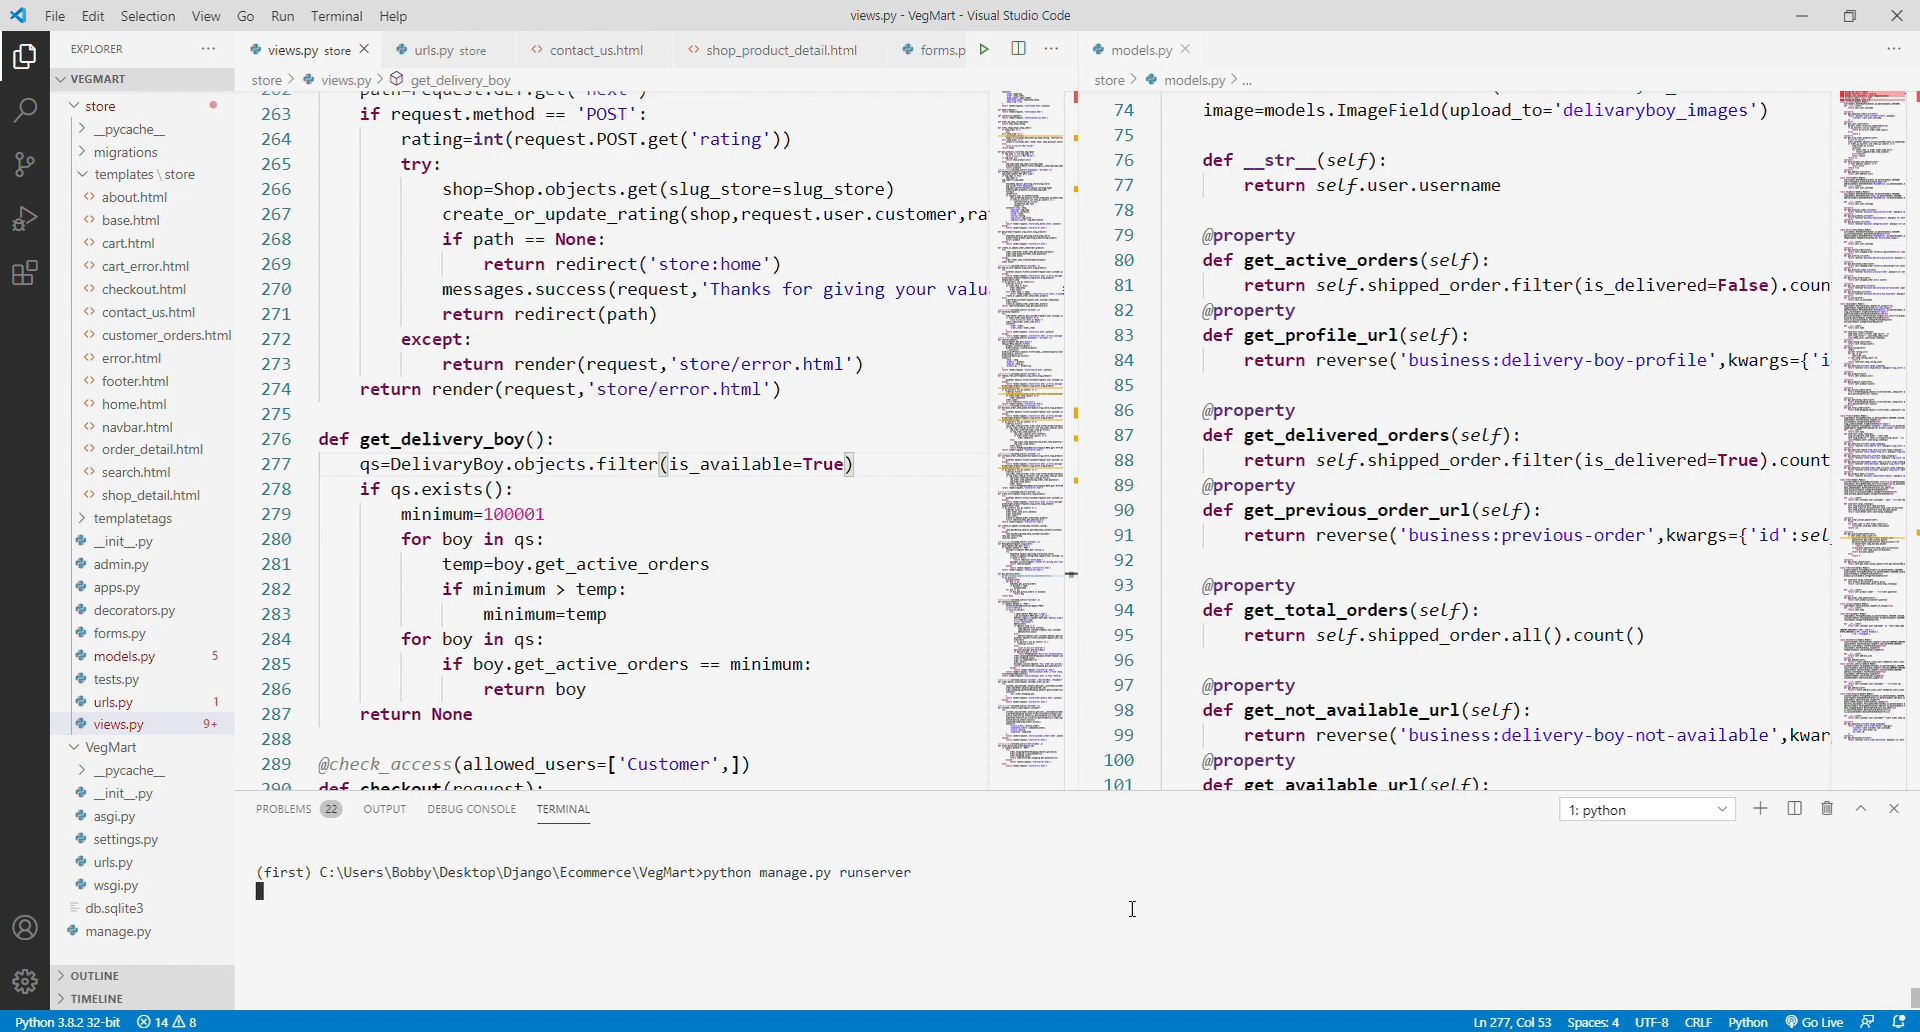 File Edit Selection View Go Run Terminal Help
views.py - VegMart - Visual Studio Code
EXPLORER
VEGMART
store
__pycache__
migrations
templates \ store
about.html
base.html
cart.html
cart_error.html
checkout.html
contact_us.html
customer_orders.html
error.html
footer.html
home.html
navbar.html
order_detail.html
search.html
shop_detail.html
templatetags
__init__.py
admin.py
apps.py
decorators.py
forms.py
models.py 5
tests.py
urls.py 1
views.py 9+
VegMart
__pycache__
__init__.py
asgi.py
settings.py
urls.py
wsgi.py
db.sqlite3
manage.py
OUTLINE
TIMELINE
views.py store urls.py store contact_us.html shop_product_detail.html forms.p
store > views.py > get_delivery_boy
262 path=request.GET.get('next')
263 if request.method == 'POST':
264 rating=int(request.POST.get('rating'))
265 try:
266 shop=Shop.objects.get(slug_store=slug_store)
267 create_or_update_rating(shop,request.user.customer,ra
268 if path == None:
269 return redirect('store:home')
270 messages.success(request,'Thanks for giving your valu
271 return redirect(path)
272 except:
273 return render(request,'store/error.html')
274 return render(request,'store/error.html')
275
276 def get_delivery_boy():
277 qs=DelivaryBoy.objects.filter(is_available=True)
278 if qs.exists():
279 minimum=100001
280 for boy in qs:
281 temp=boy.get_active_orders
282 if minimum > temp:
283 minimum=temp
284 for boy in qs:
285 if boy.get_active_orders == minimum:
286 return boy
287 return None
288
289 @check_access(allowed_users=['Customer',])
290 def checkout(request):
models.py
store > models.py > ...
74 image=models.ImageField(upload_to='delivaryboy_images')
75
76 def __str__(self):
77 return self.user.username
78
79 @property
80 def get_active_orders(self):
81 return self.shipped_order.filter(is_delivered=False).coun
82 @property
83 def get_profile_url(self):
84 return reverse('business:delivery-boy-profile',kwargs={'i
85
86 @property
87 def get_delivered_orders(self):
88 return self.shipped_order.filter(is_delivered=True).count
89 @property
90 def get_previous_order_url(self):
91 return reverse('business:previous-order',kwargs={'id':sel
92
93 @property
94 def get_total_orders(self):
95 return self.shipped_order.all().count()
96
97 @property
98 def get_not_available_url(self):
99 return reverse('business:delivery-boy-not-available',kwar
100 @property
101 def get_available_url(self):
PROBLEMS 22 OUTPUT DEBUG CONSOLE TERMINAL
1: python
(first) C:\Users\Bobby\Desktop\Django\Ecommerce\VegMart>python manage.py runserver
Python 3.8.2 32-bit 14 8
Ln 277, Col 53 Spaces: 4 UTF-8 CRLF Python Go Live